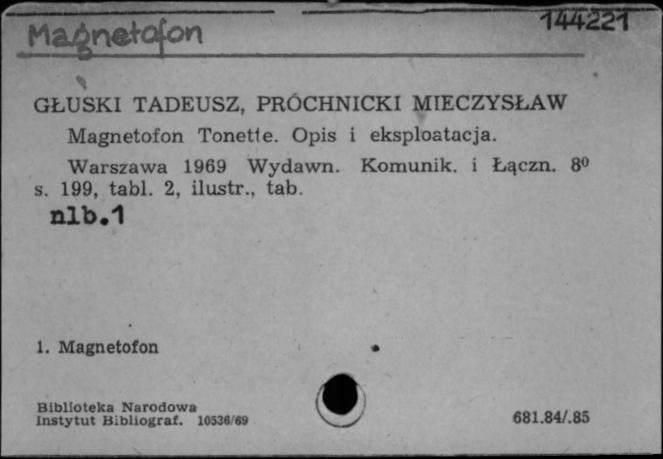 Magnetofon
144221
GŁUSKI TADEUSZ, PRÓCHNICKI MIECZYSŁAW
Magnetofon Tonette. Opis i eksploatacja.
Warszawa 1969 Wydawn. Komunik. i Łączn. 8⁰
s. 199, tabl. 2, ilustr., tab.
nlb.1
1. Magnetofon
Biblioteka Narodowa
Instytut Bibliograf. 10536/69
681.84/.85